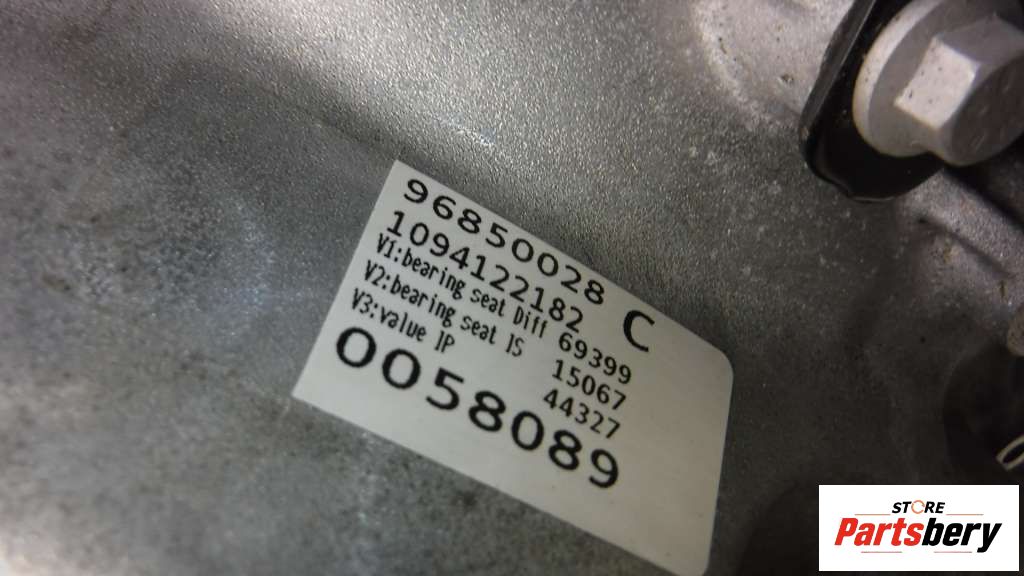 96850028
1094122182 C
V1:bearing seat Diff 69399
V2:bearing seat IS 15067
V3:value IP 44327
0058089
STORE
Partsbery